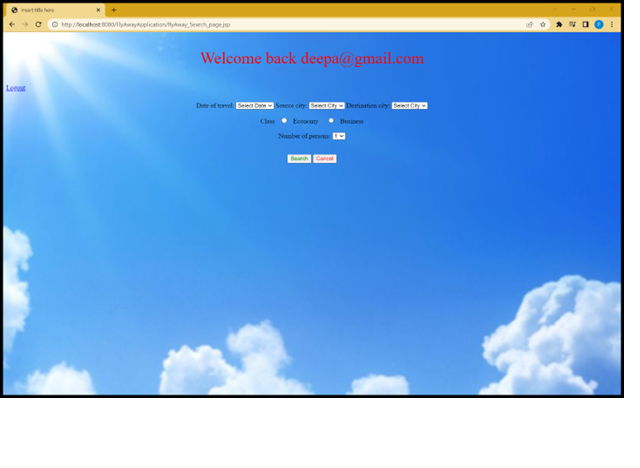 Insert title here
http://localhost:8080/FlyAwayApplication/flyAway_Search_page.jsp
Welcome back deepa@gmail.com
Logout
Date of travel: Select Date Source city: Select City Destination city: Select City
Class Economy Business
Number of persons: 1
Search Cancel